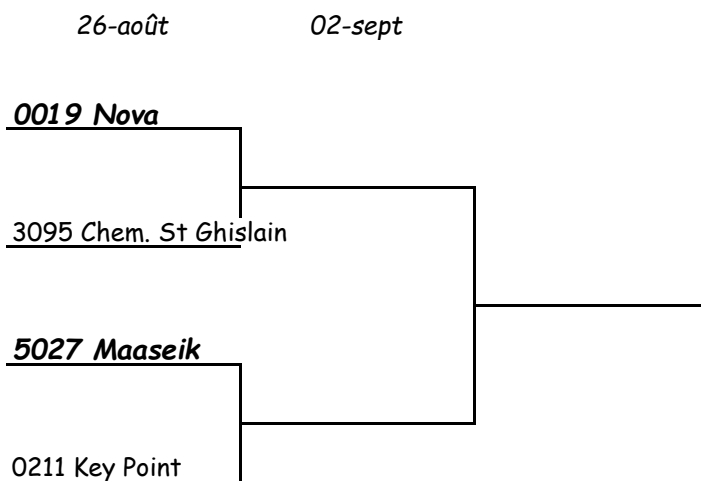 26-août 02-sept
0019 Nova
3095 Chem. St Ghislain
5027 Maaseik
0211 Key Point